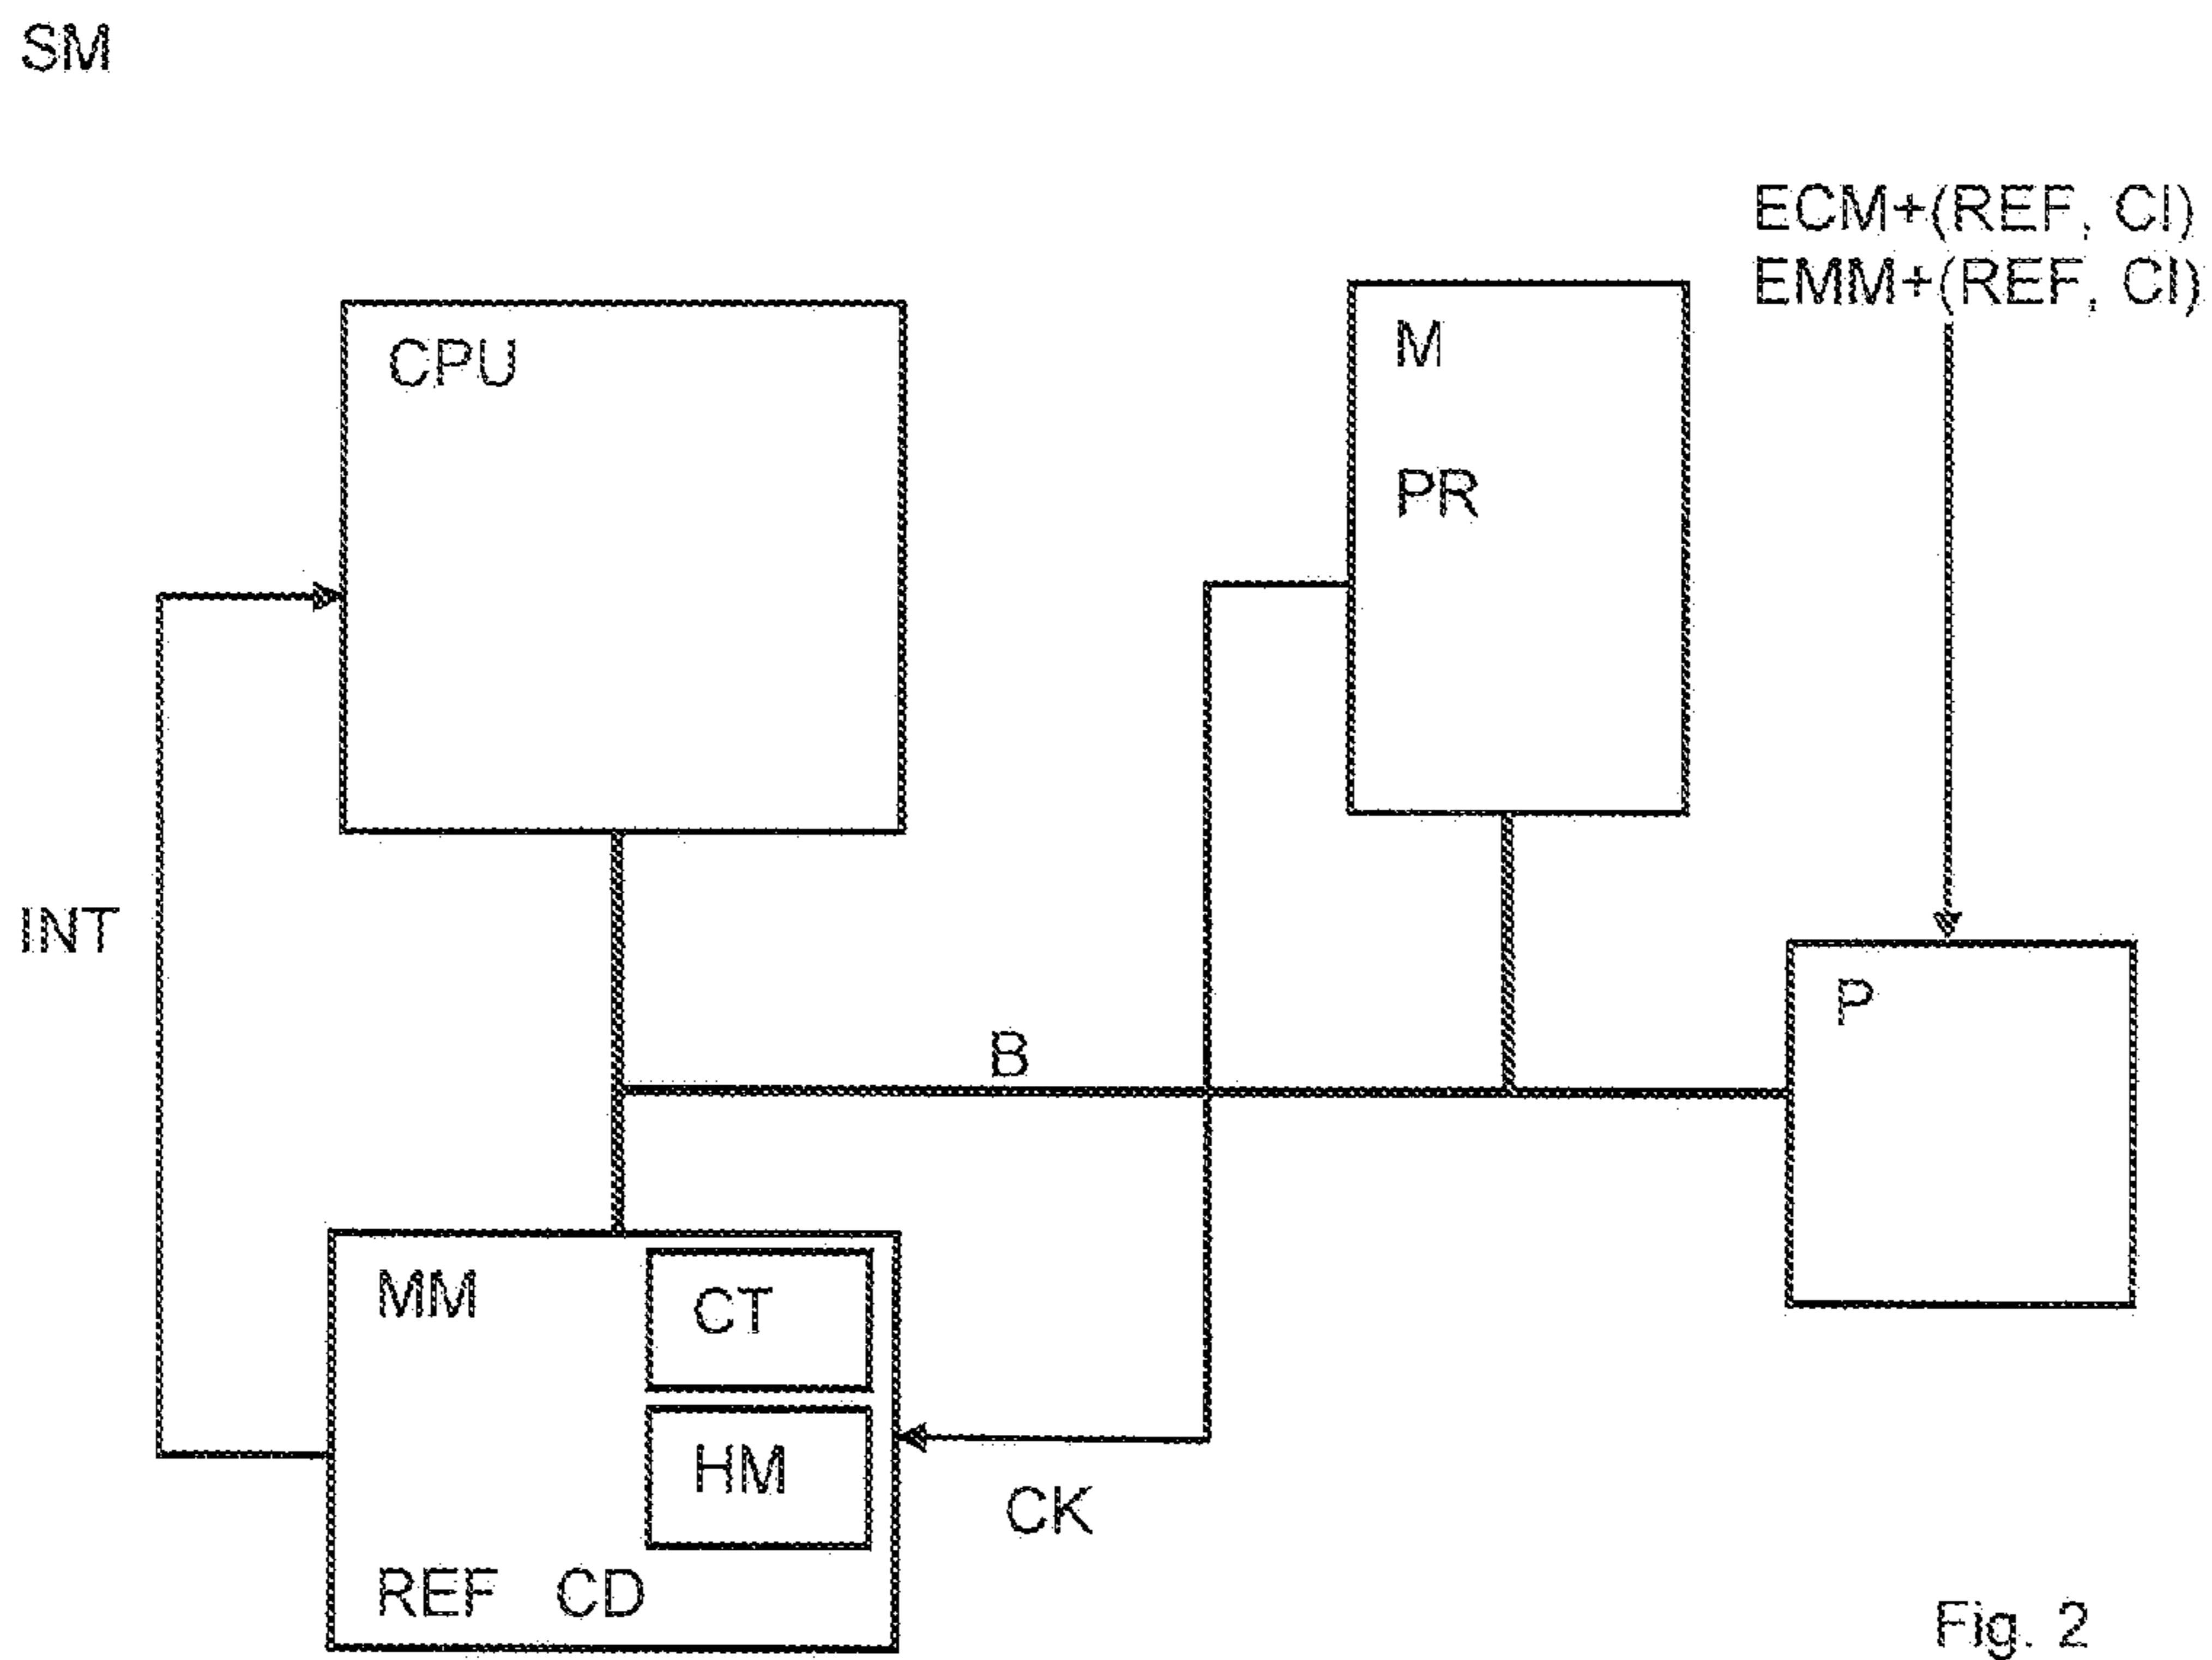 SM
ECM+(REF, CI)
EMM+(REF, CI)
CPU
M
PR
INT
B
P
MM
CT
HM
CK
REF CD
Fig. 2